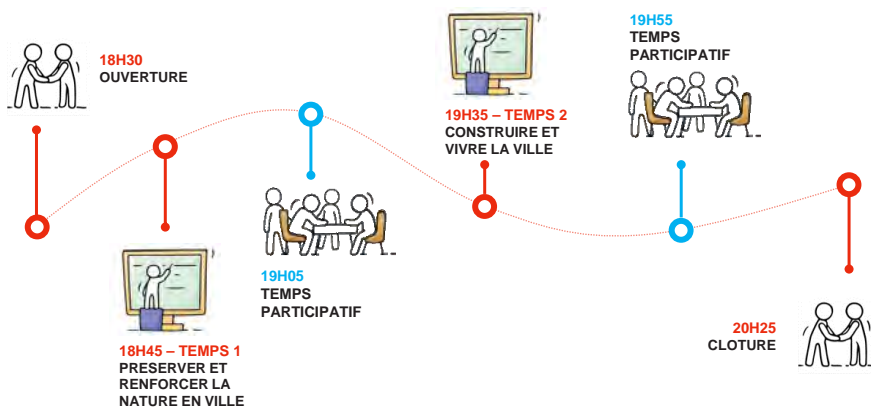 18H30
OUVERTURE
18H45 – TEMPS 1
PRESERVER ET
RENFORCER LA
NATURE EN VILLE
19H05
TEMPS
PARTICIPATIF
19H35 – TEMPS 2
CONSTRUIRE ET
VIVRE LA VILLE
19H55
TEMPS
PARTICIPATIF
20H25
CLOTURE